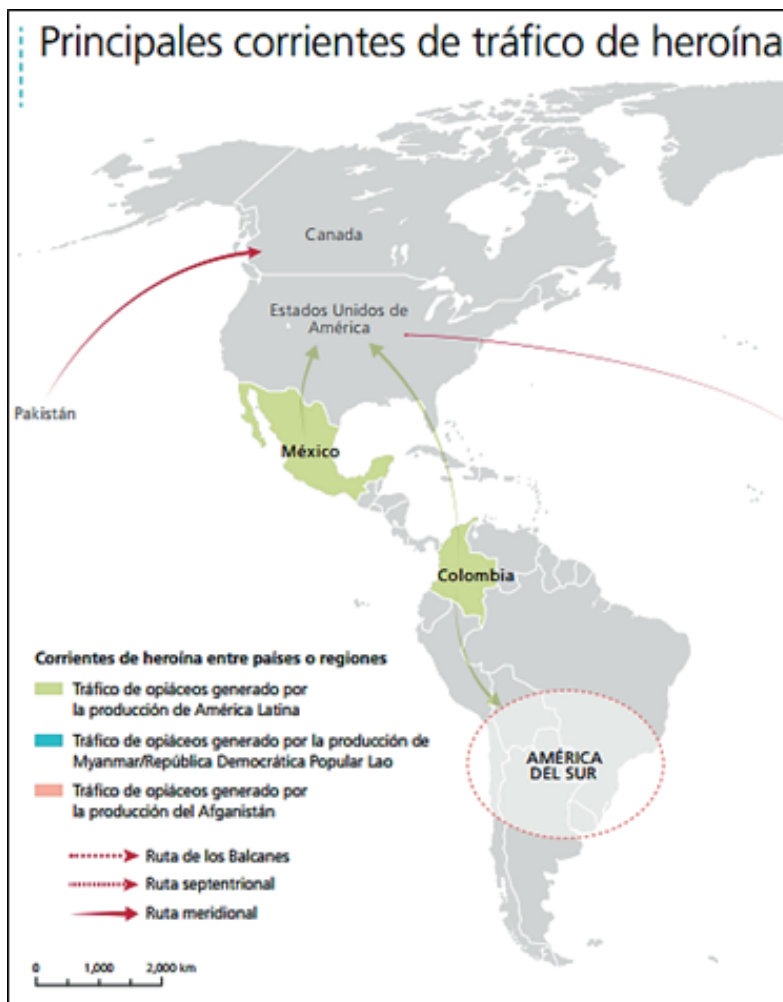 Principales corrientes de tráfico de heroína
Canada
Estados Unidos de
América
Pakistán
México
Colombia
Corrientes de heroína entre países o regiones
Tráfico de opiáceos generado por
la producción de América Latina
Tráfico de opiáceos generado por la producción de
Myanmar/República Democrática Popular Lao
Tráfico de opiáceos generado por
la producción del Afganistán
AMÉRICA
DEL SUR
Ruta de los Balcanes
Ruta septentrional
Ruta meridional
0 1,000 2,000 km